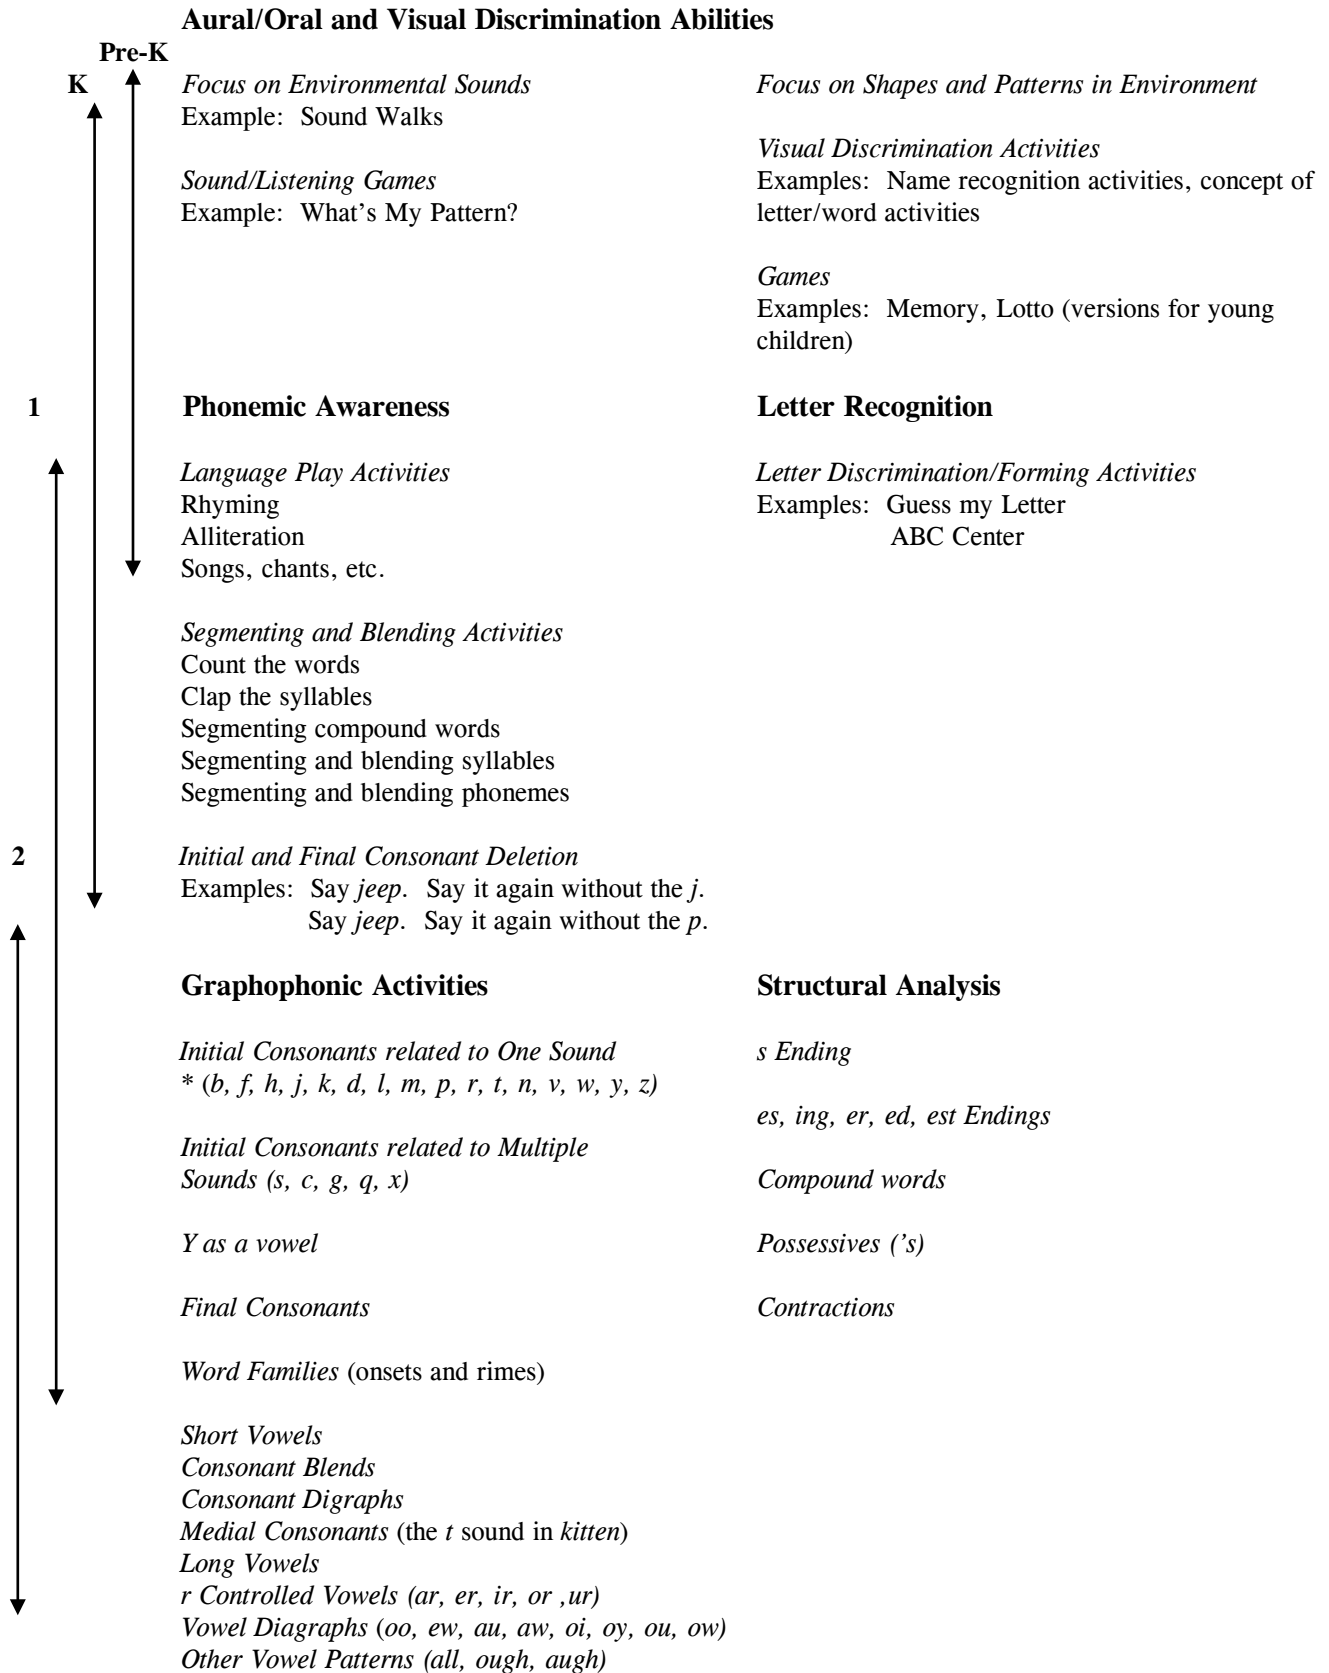 Aural/Oral and Visual Discrimination Abilities
Pre-K
K
Focus on Environmental Sounds
Example: Sound Walks
Sound/Listening Games
Example: What's My Pattern?
Focus on Shapes and Patterns in Environment
Visual Discrimination Activities
Examples: Name recognition activities, concept of
letter/word activities
Games
Examples: Memory, Lotto (versions for young
children)
1
Phonemic Awareness
Language Play Activities
Rhyming
Alliteration
Songs, chants, etc.
Segmenting and Blending Activities
Count the words
Clap the syllables
Segmenting compound words
Segmenting and blending syllables
Segmenting and blending phonemes
2
Initial and Final Consonant Deletion
Examples: Say jeep. Say it again without the j.
Say jeep. Say it again without the p.
Letter Recognition
Letter Discrimination/Forming Activities
Examples: Guess my Letter
ABC Center
Graphophonic Activities
Initial Consonants related to One Sound
* (b, f, h, j, k, d, l, m, p, r, t, n, v, w, y, z)
Initial Consonants related to Multiple
Sounds (s, c, g, q, x)
Y as a vowel
Final Consonants
Word Families (onsets and rimes)
Short Vowels
Consonant Blends
Consonant Digraphs
Medial Consonants (the t sound in kitten)
Long Vowels
r Controlled Vowels (ar, er, ir, or ,ur)
Vowel Diagraphs (oo, ew, au, aw, oi, oy, ou, ow)
Other Vowel Patterns (all, ough, augh)
Structural Analysis
s Ending
es, ing, er, ed, est Endings
Compound words
Possessives ('s)
Contractions